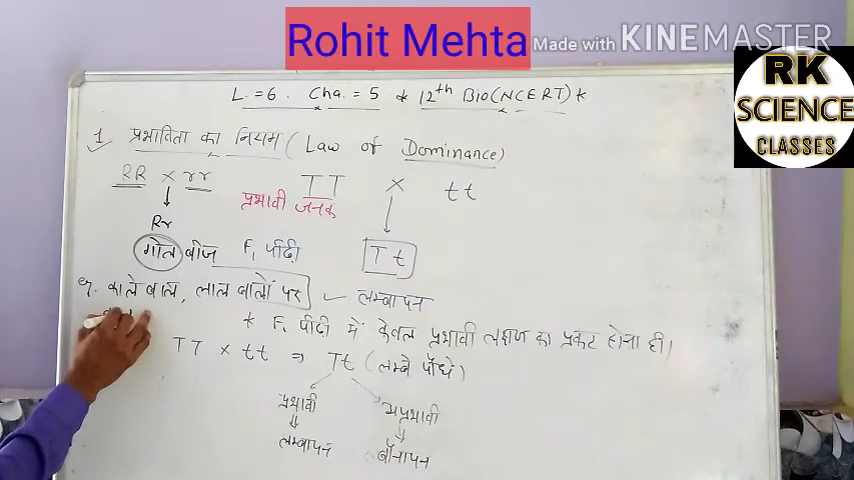 Rohit Mehta
Made with KINEMASTER
RK
SCIENCE
CLASSES
L.=6. Cha.=5 * 12th Bio(NCERT)*
1. प्रभाविता का नियम (Law of Dominance)
RR × rr TT × tt
प्रभावी जनक
Rr
गोल बीज F1 पीढ़ी Tt
eg. काले बाल, लाल बालों पर लम्बापन
* F1 पीढ़ी में केवल प्रभावी लक्षण का प्रकट होना ही।
TT × tt ⇒ Tt (लम्बे पौधे)
प्रभावी अप्रभावी
लम्बापन बौनापन